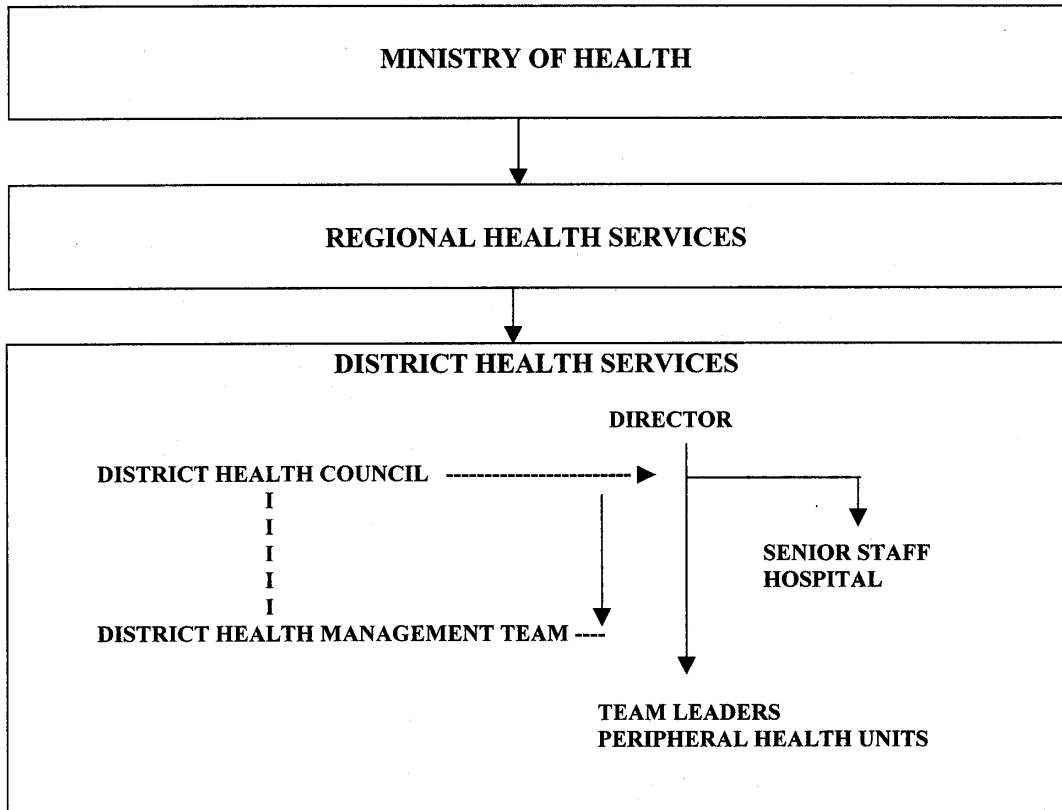 MINISTRY OF HEALTH
REGIONAL HEALTH SERVICES
DISTRICT HEALTH SERVICES
DIRECTOR
DISTRICT HEALTH COUNCIL
I
I
I
I
I
SENIOR STAFF
HOSPITAL
DISTRICT HEALTH MANAGEMENT TEAM ----
TEAM LEADERS
PERIPHERAL HEALTH UNITS